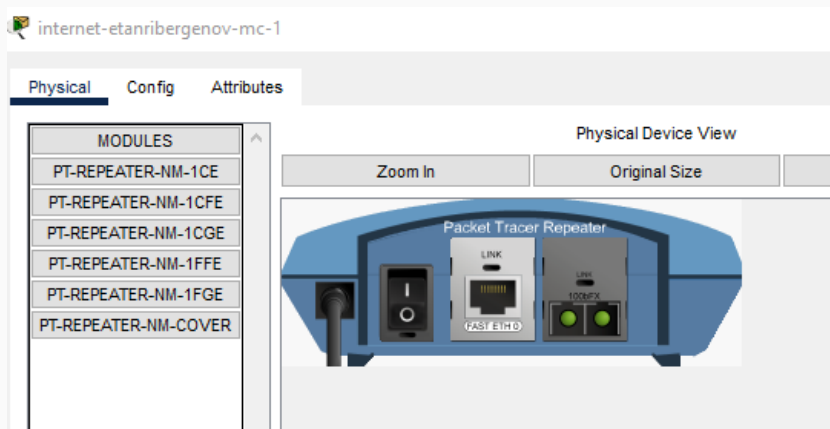 internet-etanribergenov-mc-1
Physical Config Attributes
MODULES
PT-REPEATER-NM-1CE
PT-REPEATER-NM-1CFE
PT-REPEATER-NM-1CGE
PT-REPEATER-NM-1FFE
PT-REPEATER-NM-1FGE
PT-REPEATER-NM-COVER
Physical Device View
Zoom In Original Size
Packet Tracer Repeater
LINK
FAST ETH 0
LINK
100bFX